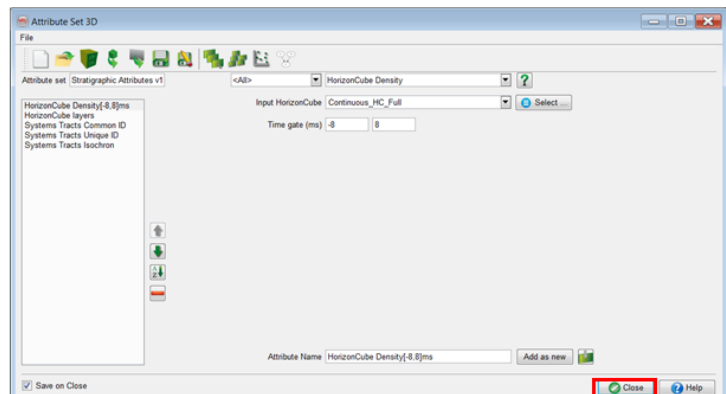 Attribute Set 3D
File
Attribute set Stratigraphic Attributes v1 <All> HorizonCube Density ?
HorizonCube Density[-8,8]ms
HorizonCube layers
Systems Tracts Common ID
Systems Tracts Unique ID
Systems Tracts Isochron
Input HorizonCube Continuous_HC_Full Select ...
Time gate (ms) -8 8
Attribute Name HorizonCube Density[-8,8]ms Add as new
Save on Close Close ? Help